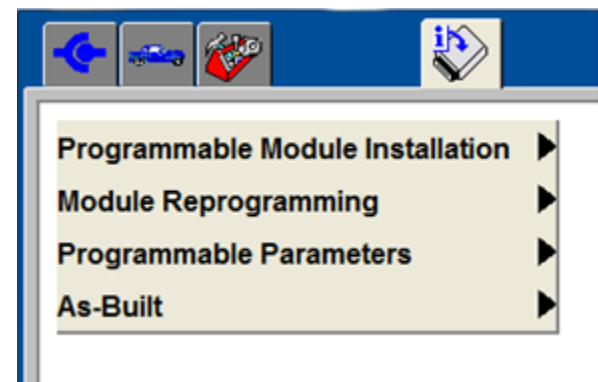 Programmable Module Installation
Module Reprogramming
Programmable Parameters
As-Built